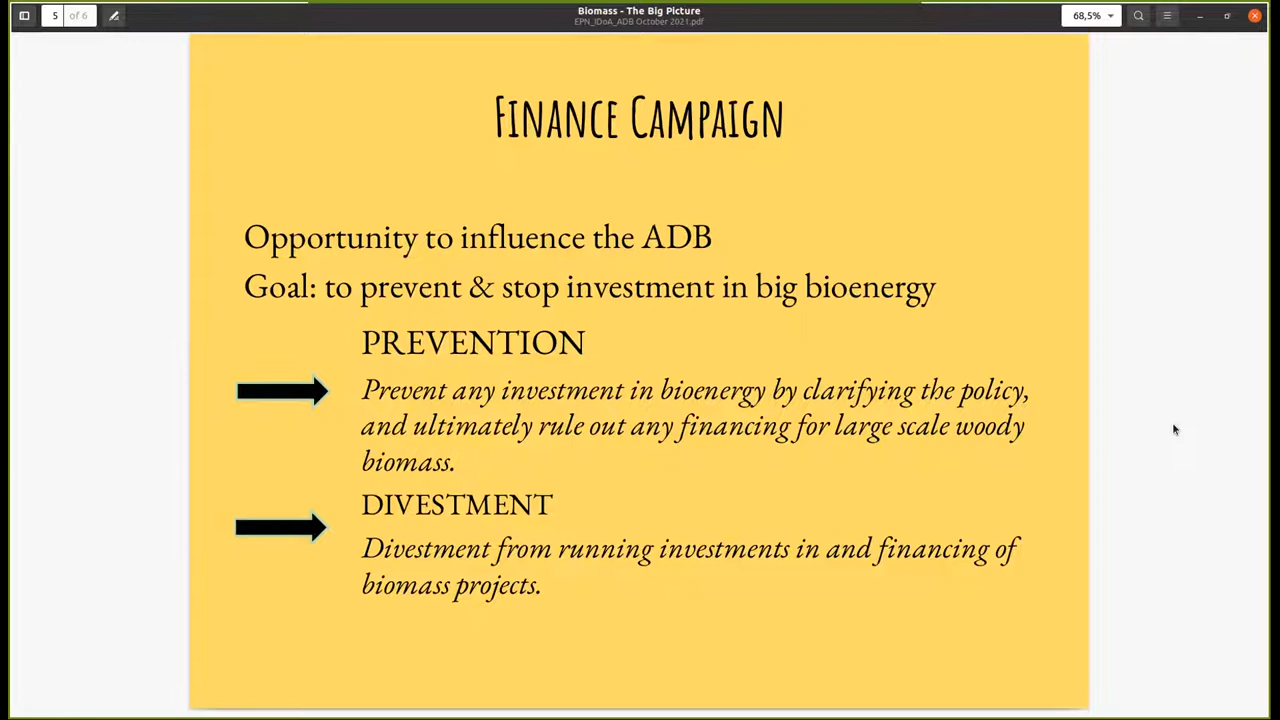 5 of 6
Biomass - The Big Picture
EPN_IDoA_ADB October 2021.pdf
68,5%
Finance Campaign
Opportunity to influence the ADB
Goal: to prevent & stop investment in big bioenergy
PREVENTION
Prevent any investment in bioenergy by clarifying the policy,
and ultimately rule out any financing for large scale woody
biomass.
DIVESTMENT
Divestment from running investments in and financing of
biomass projects.